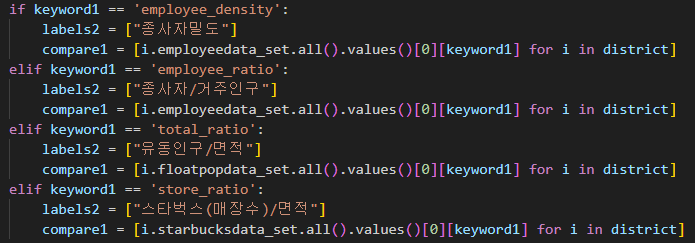 if keyword1 == 'employee_density':
    labels2 = ["종사자밀도"]
    compare1 = [i.employeedata_set.all().values()[0][keyword1] for i in district]
elif keyword1 == 'employee_ratio':
    labels2 = ["종사자/거주인구"]
    compare1 = [i.employeedata_set.all().values()[0][keyword1] for i in district]
elif keyword1 == 'total_ratio':
    labels2 = ["유동인구/면적"]
    compare1 = [i.floatpopdata_set.all().values()[0][keyword1] for i in district]
elif keyword1 == 'store_ratio':
    labels2 = ["스타벅스(매장수)/면적"]
    compare1 = [i.starbucksdata_set.all().values()[0][keyword1] for i in district]